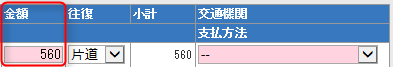 金額 往復 小計 交通機関
支払方法
560 片道 560 --